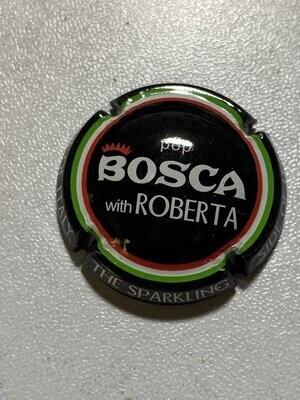 pop
BOSCA
with ROBERTA
THE SPARKLING